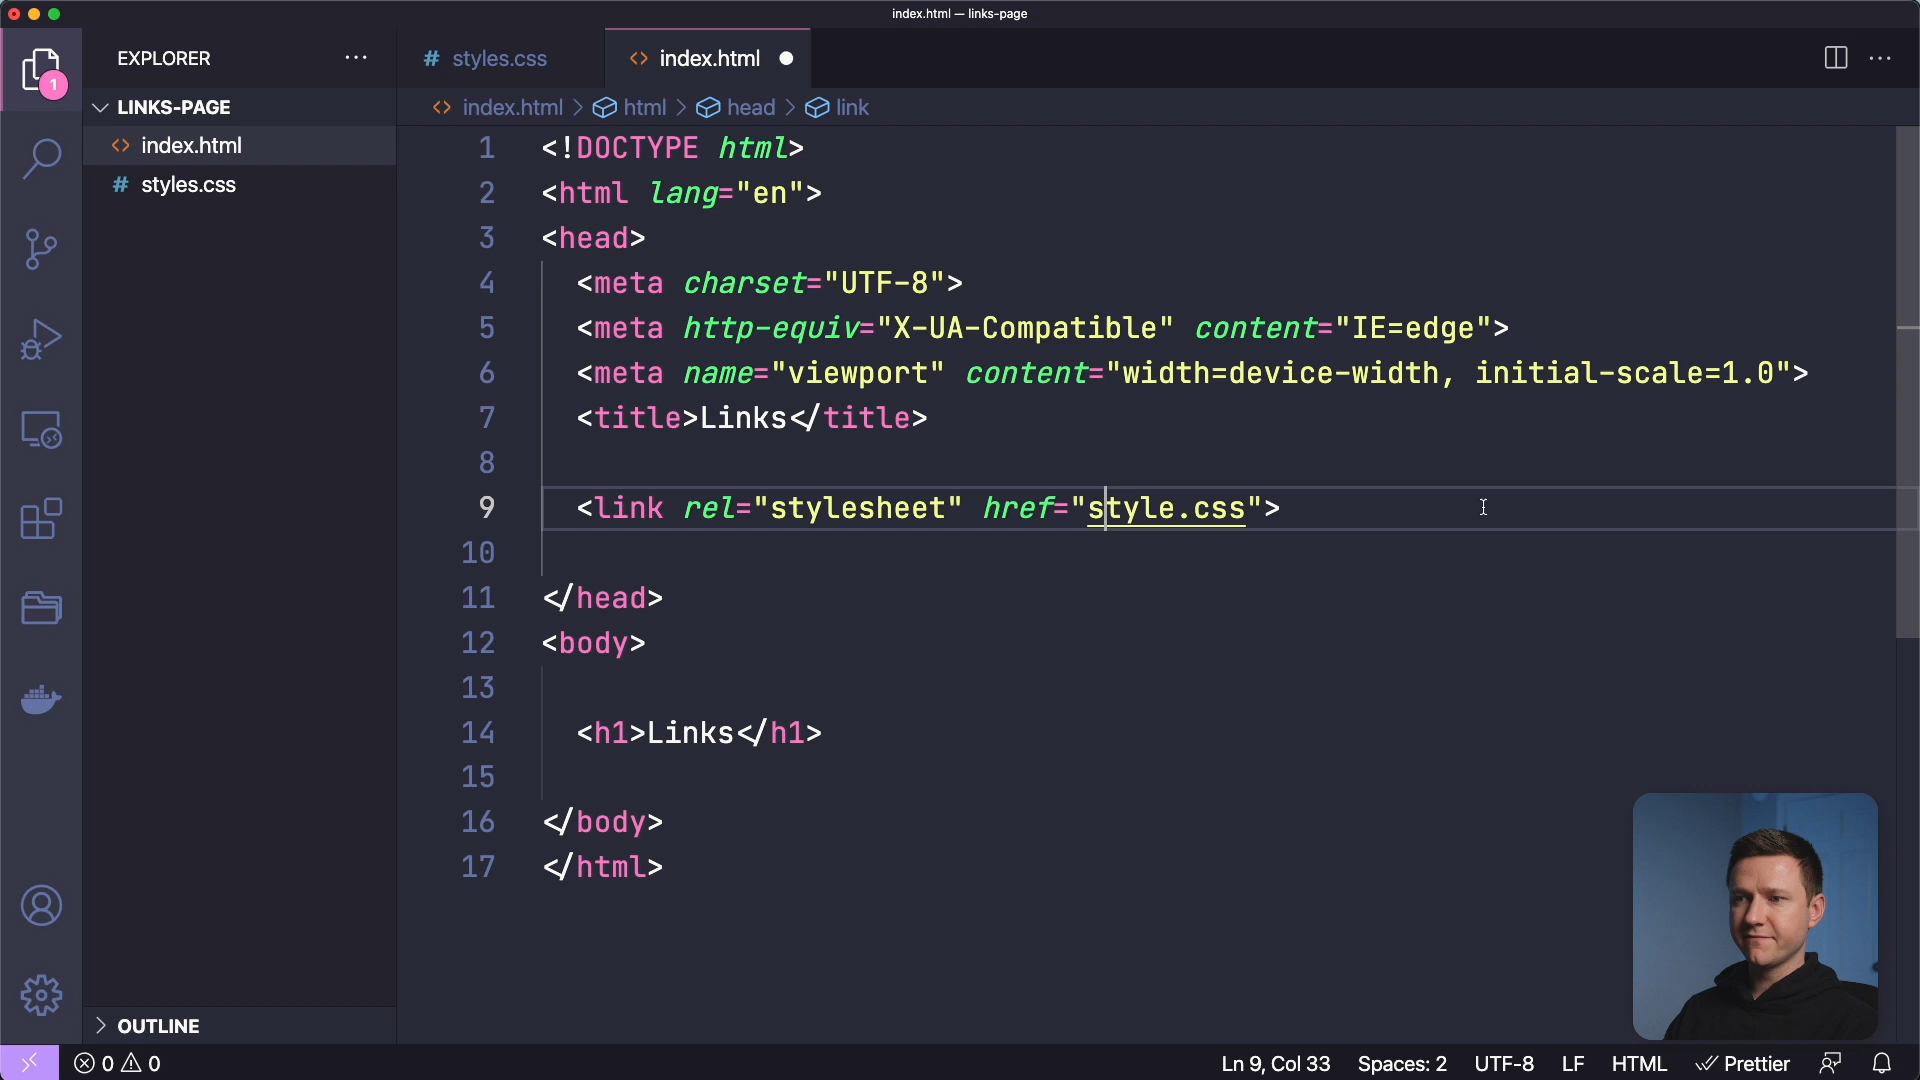 index.html — links-page
EXPLORER
LINKS-PAGE
index.html
# styles.css
OUTLINE
# styles.css
index.html
index.html > html > head > link
1 <!DOCTYPE html>
2 <html lang="en">
3 <head>
4 <meta charset="UTF-8">
5 <meta http-equiv="X-UA-Compatible" content="IE=edge">
6 <meta name="viewport" content="width=device-width, initial-scale=1.0">
7 <title>Links</title>
8
9 <link rel="stylesheet" href="style.css">
10
11 </head>
12 <body>
13
14 <h1>Links</h1>
15
16 </body>
17 </html>
1
0 0
Ln 9, Col 33 Spaces: 2 UTF-8 LF HTML Prettier